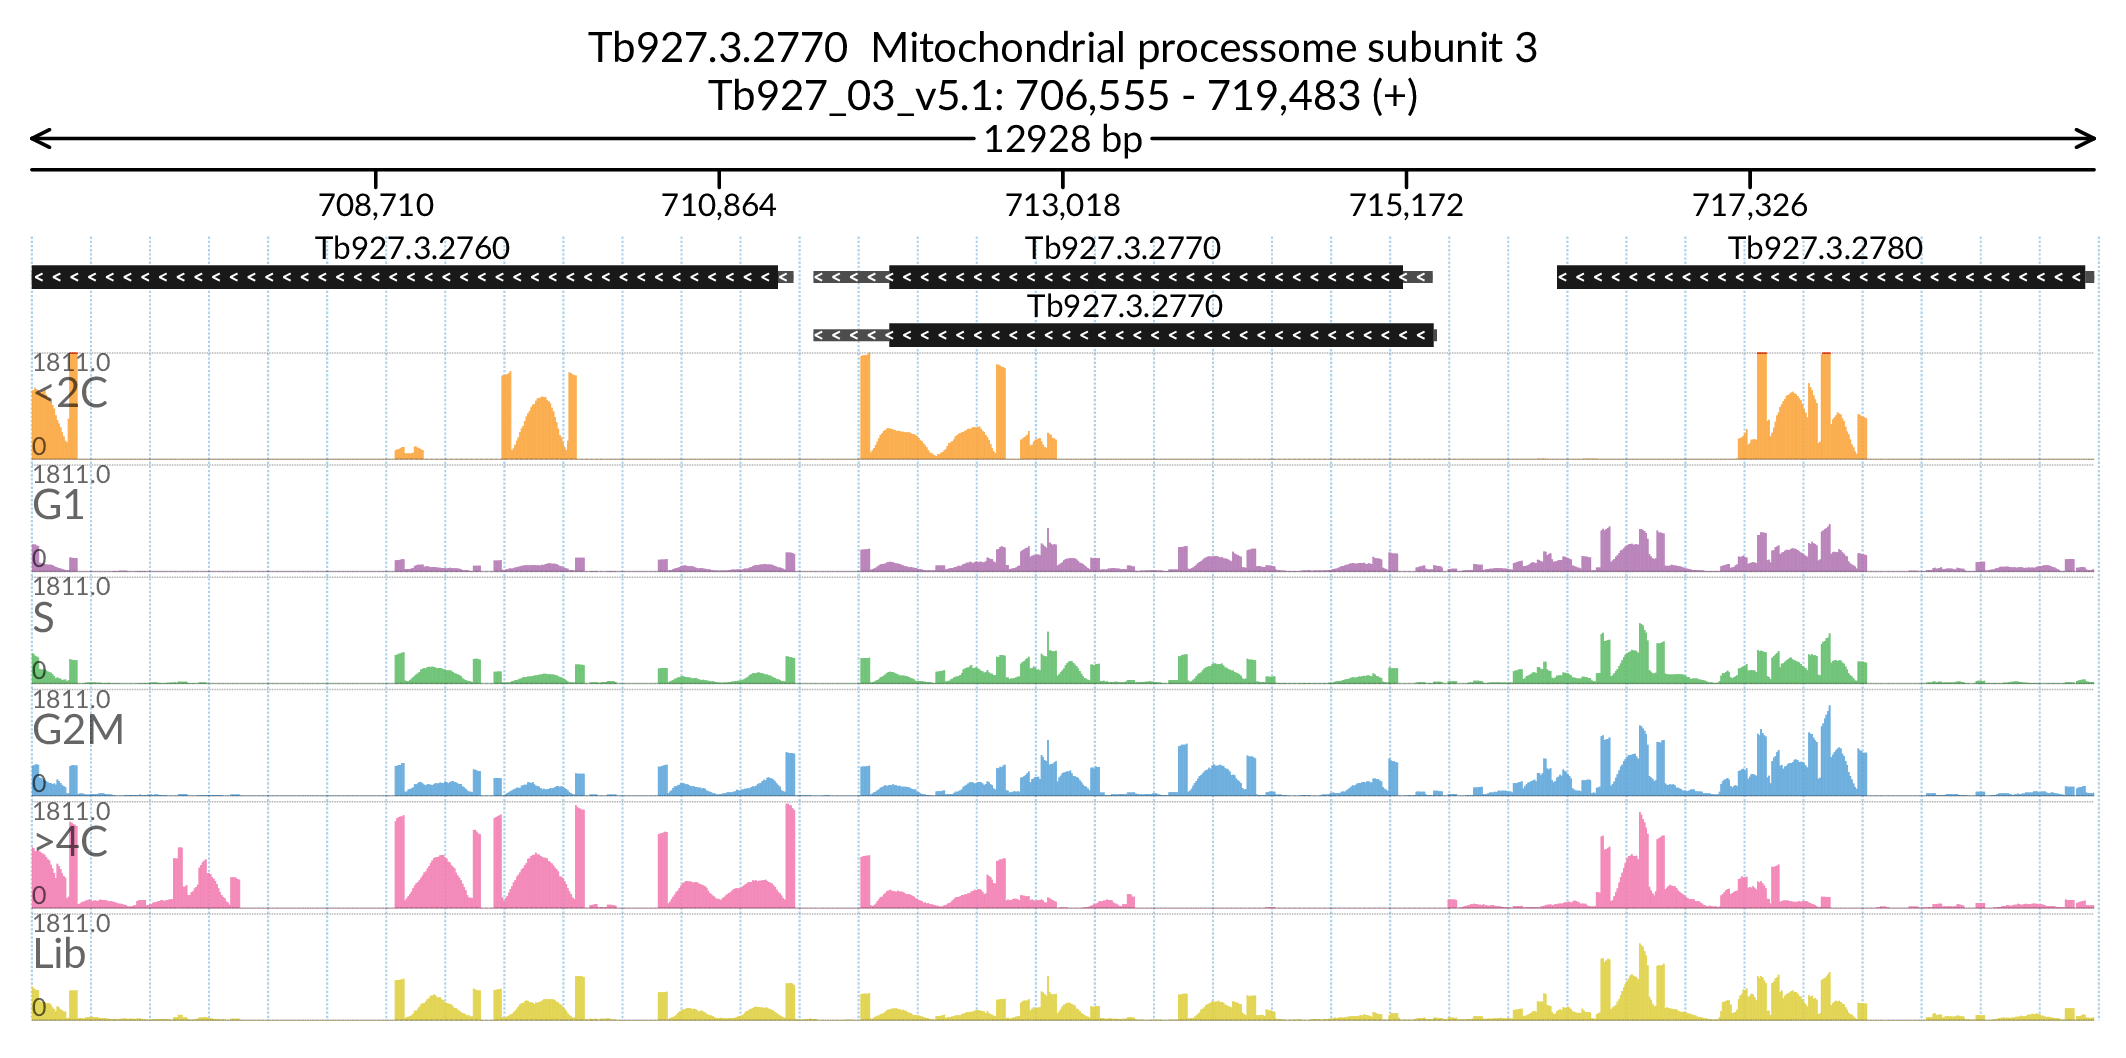 Tb927.3.2770  Mitochondrial processome subunit 3
Tb927_03_v5.1: 706,555 - 719,483 (+)
12928 bp
708,710 710,864 713,018 715,172 717,326
Tb927.3.2760 Tb927.3.2770 Tb927.3.2780
Tb927.3.2770
1811.0
<2C
0
1811.0
G1
0
1811.0
S
0
1811.0
G2M
0
1811.0
>4C
0
1811.0
Lib
0